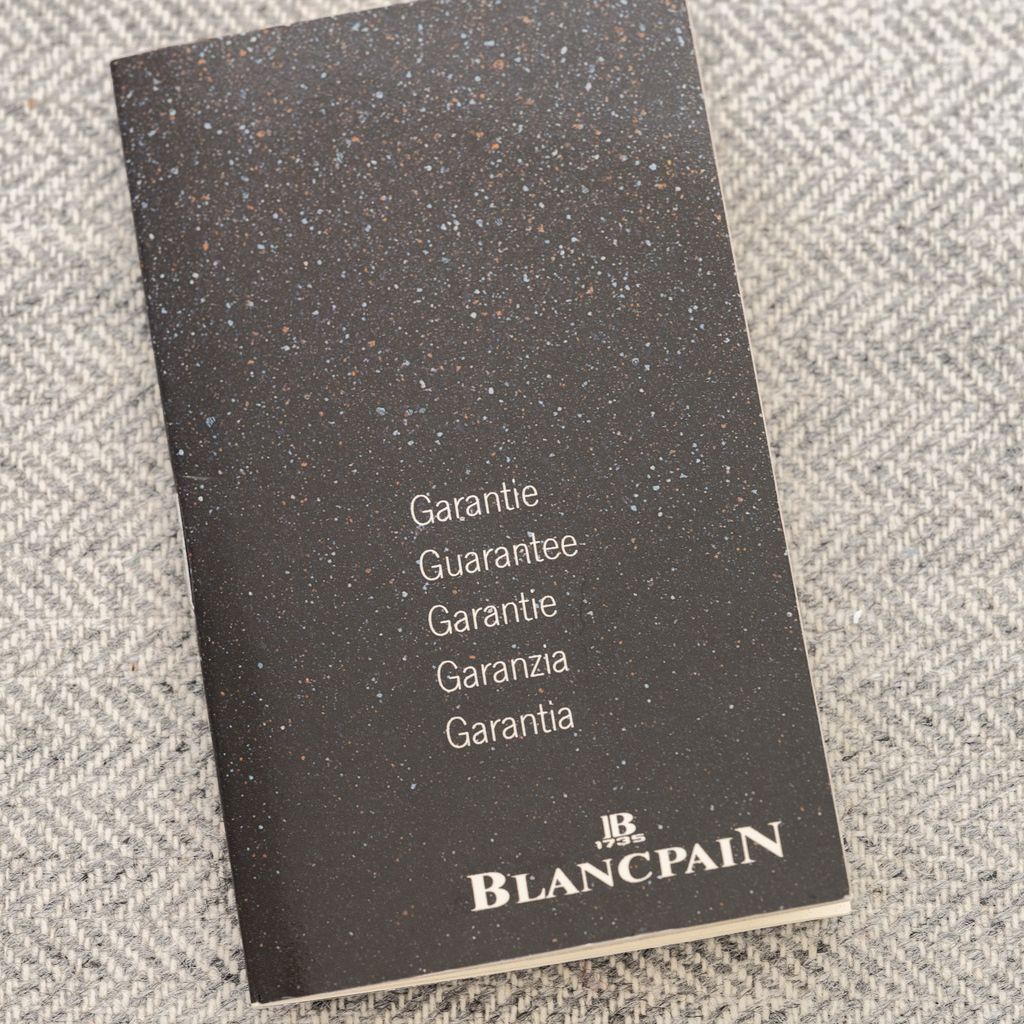 Garantie
Guarantee
Garantie
Garanzia
Garantia
JB
1735
BLANCPAIN